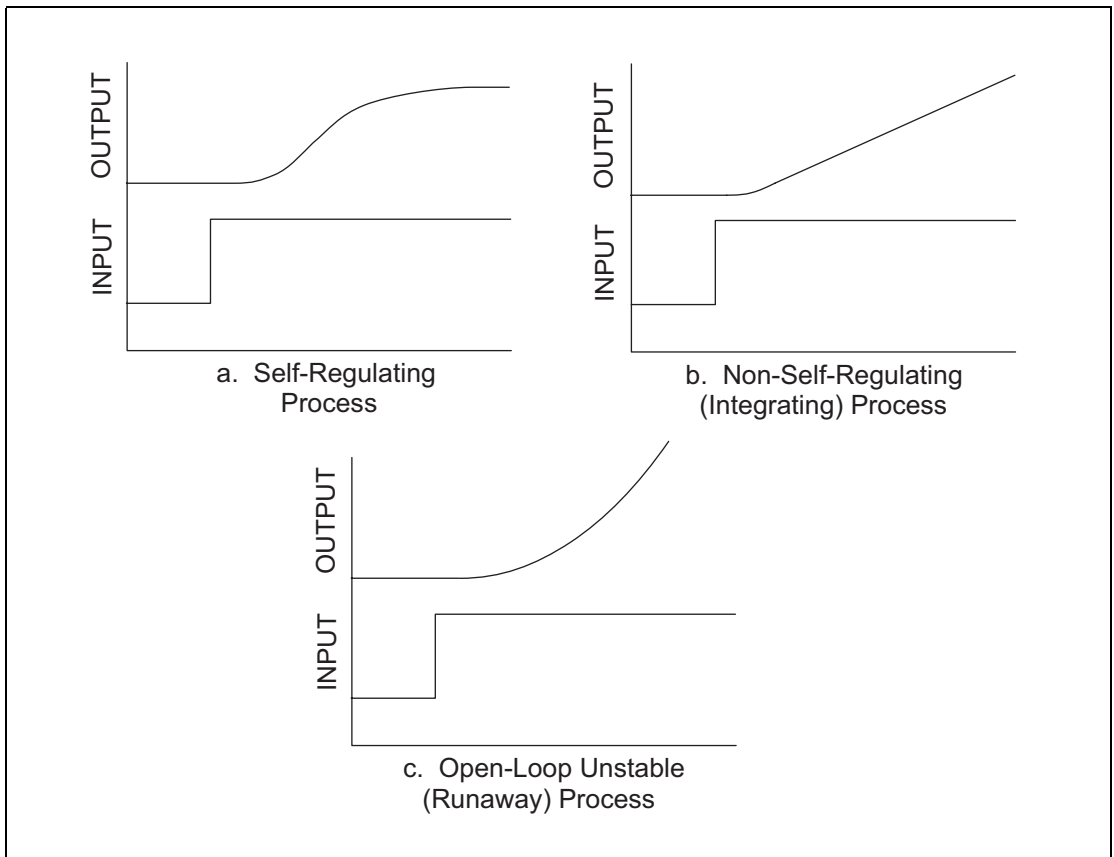 OUTPUT
INPUT
a. Self-Regulating
Process
OUTPUT
INPUT
b. Non-Self-Regulating
(Integrating) Process
OUTPUT
INPUT
c. Open-Loop Unstable
(Runaway) Process